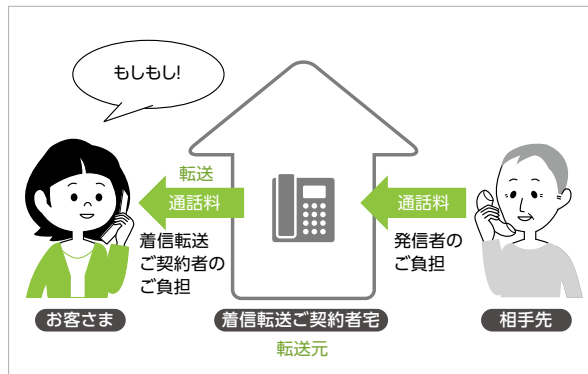 もしもし!
転送
通話料
着信転送
ご契約者の
ご負担
通話料
発信者の
ご負担
お客さま
着信転送ご契約者宅
相手先
転送元